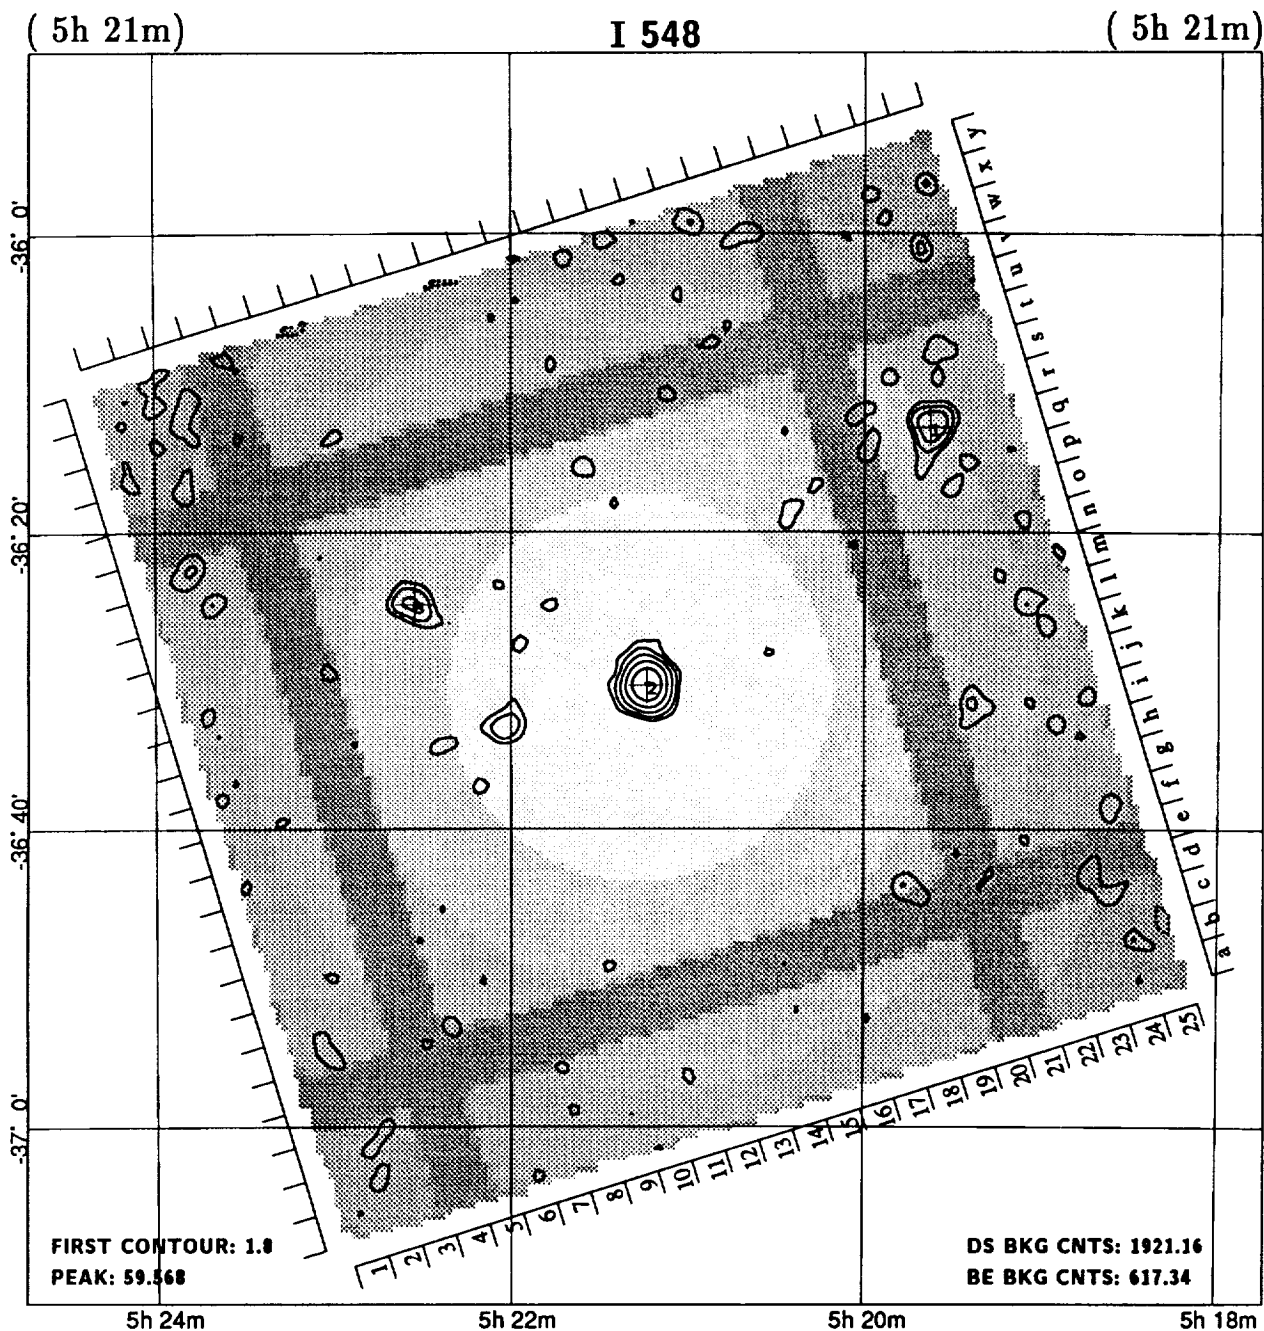 ( 5h 21m) I 548 ( 5h 21m)
-36° 0'
-36° 20'
-36° 40'
-37° 0'
a|b|c|d|e|f|g|h|i|j|k|l|m|n|o|p|q|r|s|t|u|v|w|x|y
2
1|2|3|4|5|6|7|8|9|10|11|12|13|14|15|16|17|18|19|20|21|22|23|24|25
FIRST CONTOUR: 1.8
PEAK: 59.568
DS BKG CNTS: 1921.16
BE BKG CNTS: 617.34
5h 24m 5h 22m 5h 20m 5h 18m